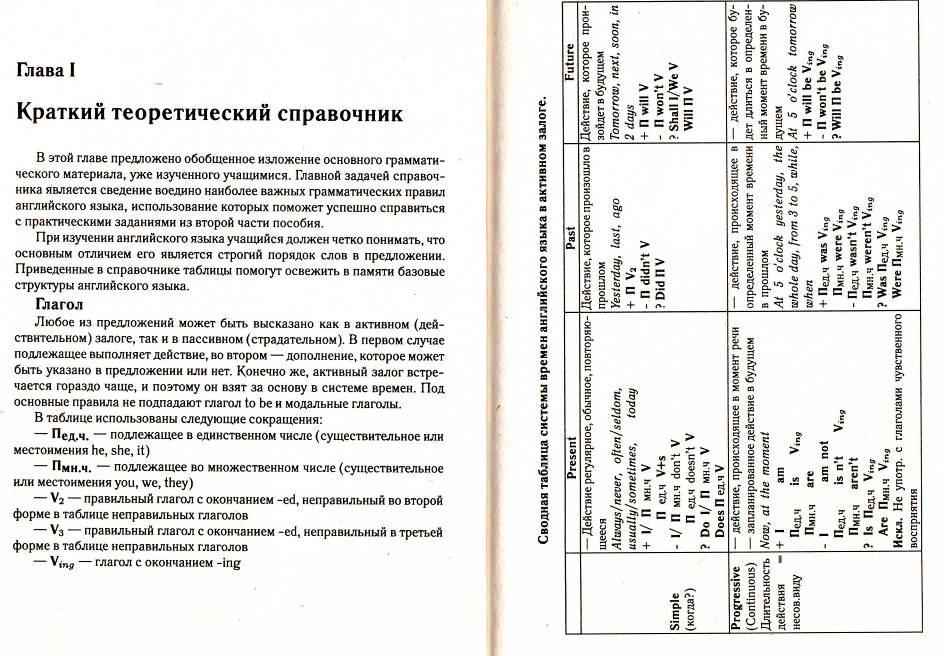 Глава I
Краткий теоретический справочник
В этой главе предложено обобщенное изложение основного граммати-
ческого материала, уже изученного учащимися. Главной задачей справоч-
ника является сведение воедино наиболее важных грамматических правил
английского языка, использование которых поможет успешно справиться
с практическими заданиями из второй части пособия.
При изучении английского языка учащийся должен четко понимать, что
основным отличием его является строгий порядок слов в предложении.
Приведенные в справочнике таблицы помогут освежить в памяти базовые
структуры английского языка.
Глагол
Любое из предложений может быть высказано как в активном (дей-
ствительном) залоге, так и в пассивном (страдательном). В первом случае
подлежащее выполняет действие, во втором — дополнение, которое может
быть указано в предложении или нет. Конечно же, активный залог встре-
чается гораздо чаще, и поэтому он взят за основу в системе времен. Под
основные правила не подпадают глагол to be и модальные глаголы.
В таблице использованы следующие сокращения:
— Пед.ч. — подлежащее в единственном числе (существительное или
местоимения he, she, it)
— Пмн.ч. — подлежащее во множественном числе (существительное
или местоимения you, we, they)
— V2 — правильный глагол с окончанием -ed, неправильный во второй
форме в таблице неправильных глаголов
— V3 — правильный глагол с окончанием -ed, неправильный в третьей
форме в таблице неправильных глаголов
— Ving — глагол с окончанием -ing
Сводная таблица системы времен английского языка в активном залоге.
Present
Past
Future
Simple
(когда?)
— Действие регулярное, обычное, повторяю-
щееся
Always/never, often/seldom,
usually/sometimes, today
+ I/ П мн.ч V
П ед.ч V+s
- I/ П мн.ч don't V
П ед.ч doesn't V
? Do I/ П мн.ч V
Does П ед.ч V
Действие, которое произошло в
прошлом
Yesterday, last, ago
+ П V2
- П didn't V
? Did П V
Действие, которое прои-
зойдет в будущем
Tomorrow, next, soon, in
2 days
+ П will V
- П won't V
? Shall I/We V
Will П V
Progressive
(Continuous)
Длительность
действия =
несов.виду
— действие, происходящее в момент речи
— запланированное действие в будущем
Now, at the moment
+ I am
Пед.ч is Ving
Пмн.ч are
- I am not
Пед.ч is n't Ving
Пмн.ч aren't
? Is Пед.ч Ving
Are Пмн.ч Ving
Искл. Не употр. с глаголами чувственного
восприятия
— действие, происходящее в
определенный момент времени
в прошлом
At 5 o'clock yesterday, the
whole day, from 3 to 5, while,
when
+ Пед.ч was Ving
Пмн.ч were Ving
- Пед.ч wasn't Ving
Пмн.ч weren't Ving
? Was Пед.ч Ving
Were Пмн.ч Ving
— действие, которое бу-
дет длиться в определен-
ный момент времени в бу-
дущем
At 5 o'clock tomorrow
+ П will be Ving
- П won't be Ving
? Will П be Ving